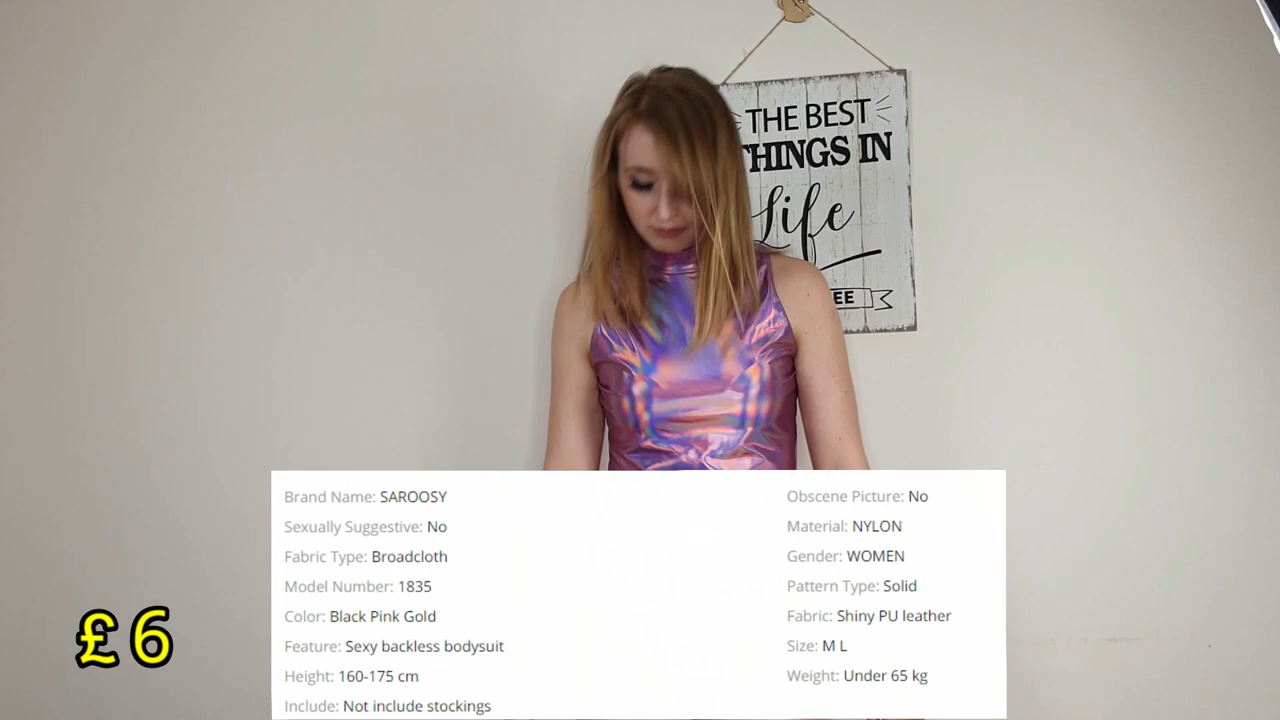 THE BEST
THINGS IN
Life
EE
Brand Name: SAROOSY
Sexually Suggestive: No
Fabric Type: Broadcloth
Model Number: 1835
Color: Black Pink Gold
Feature: Sexy backless bodysuit
Height: 160-175 cm
Include: Not include stockings
Obscene Picture: No
Material: NYLON
Gender: WOMEN
Pattern Type: Solid
Fabric: Shiny PU leather
Size: M L
Weight: Under 65 kg
£6